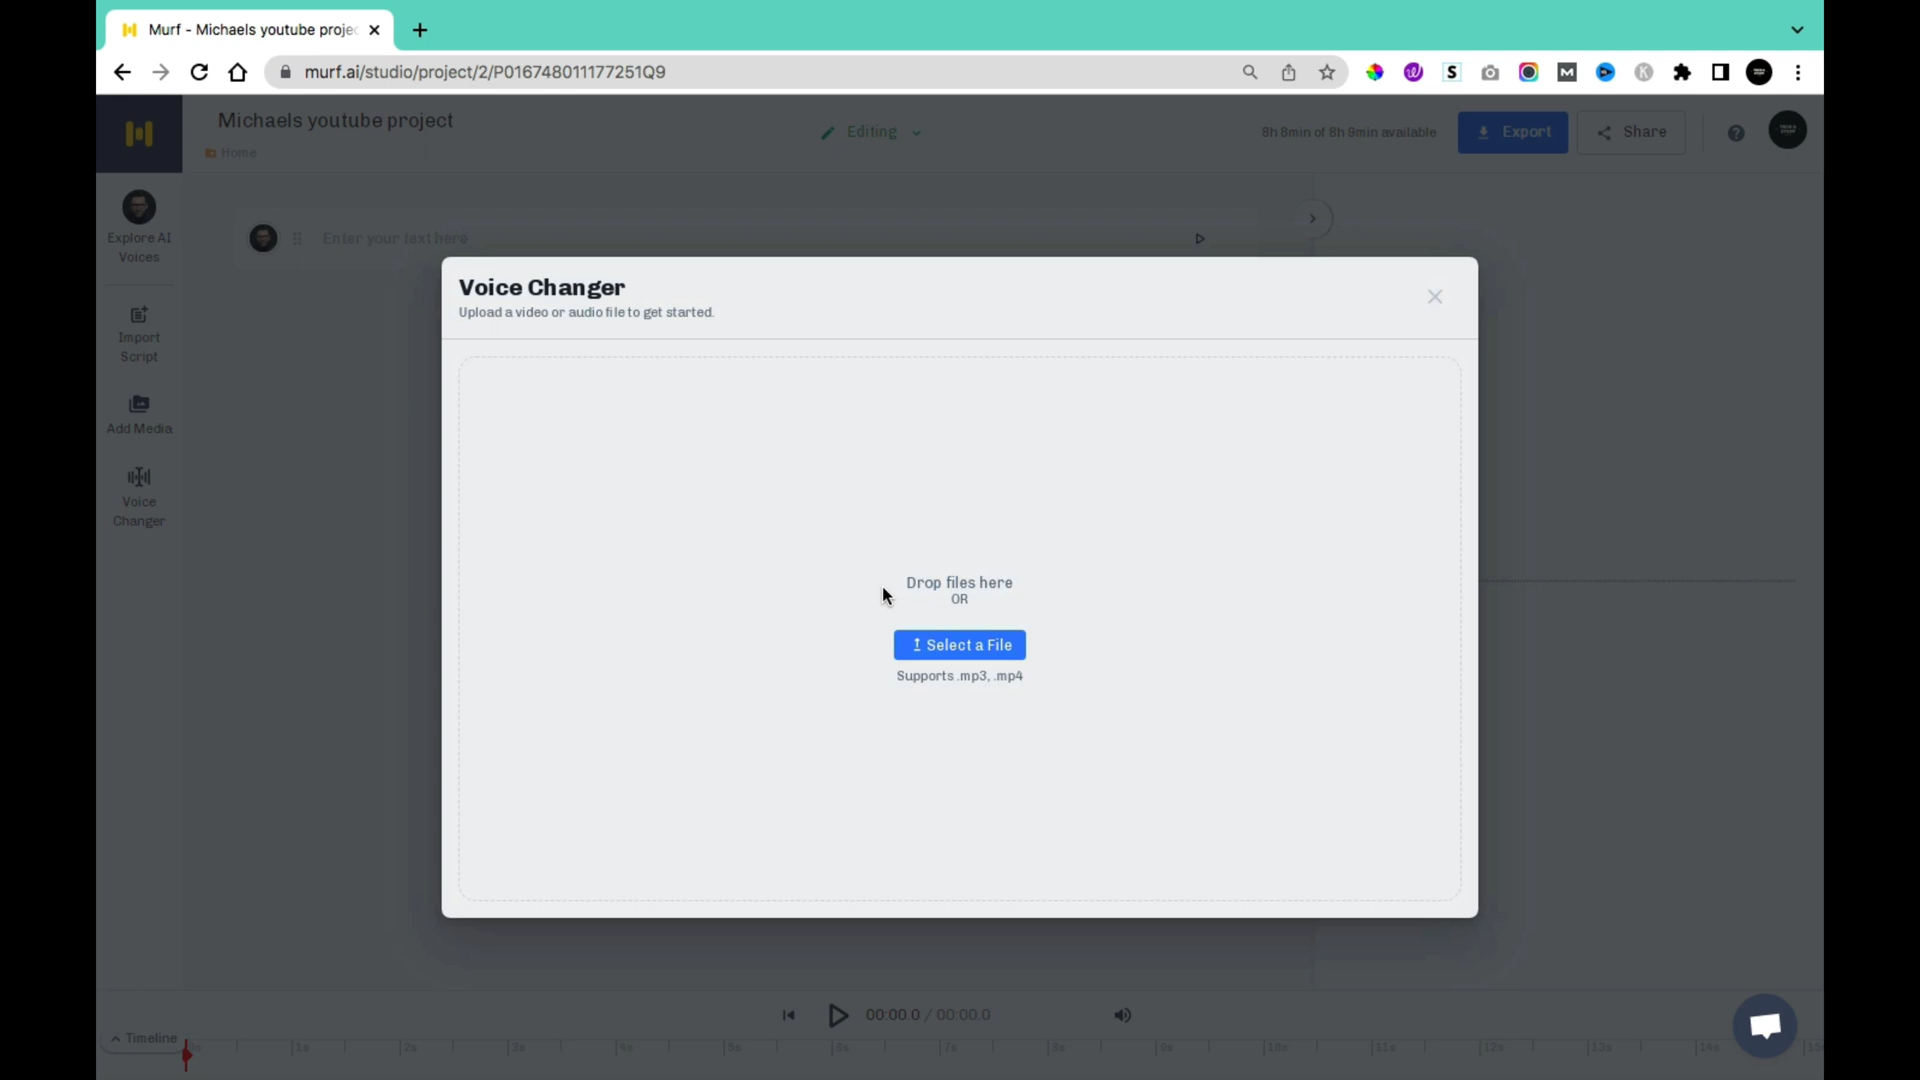 Murf - Michaels youtube proje
murf.ai/studio/project/2/P016748011177251Q9
Michaels youtube project
Home
Editing
8h 8min of 8h 9min available
Export
Share
Explore AI
Voices
Enter your text here
Import
Script
Add Media
Voice
Changer
Voice Changer
Upload a video or audio file to get started.
Drop files here
OR
Select a File
Supports .mp3, .mp4
00:00.0 / 00:00.0
Timeline
0s 1s 2s 3s 4s 5s 6s 7s 8s 9s 10s 11s 12s 13s 14s 15s